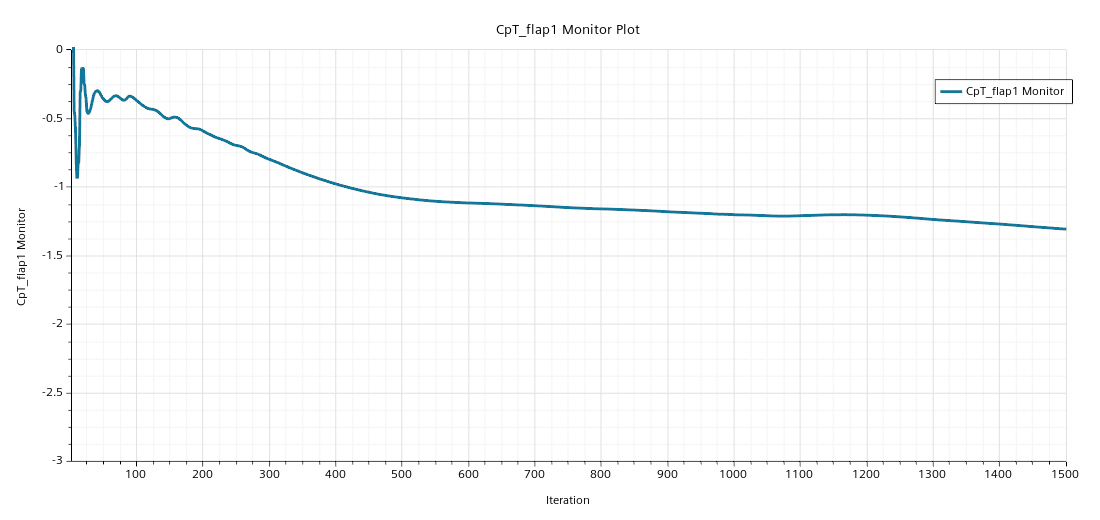 CpT_flap1 Monitor Plot
CpT_flap1 Monitor
0
-0.5
-1
-1.5
-2
-2.5
-3
CpT_flap1 Monitor
100 200 300 400 500 600 700 800 900 1000 1100 1200 1300 1400 1500
Iteration